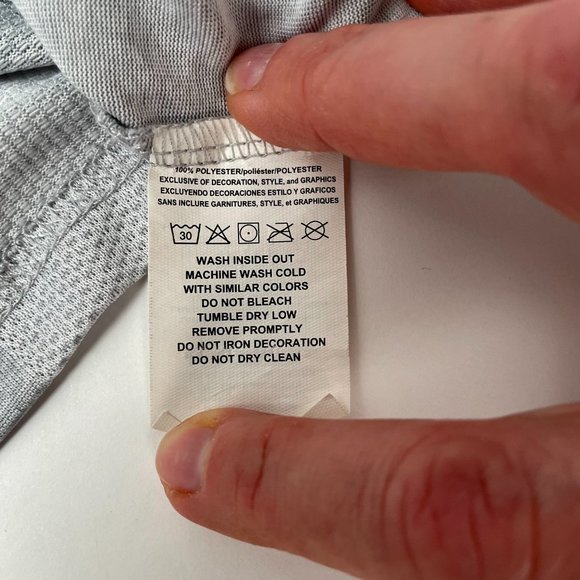 100% POLYESTER/poliéster/POLYESTER
EXCLUSIVE OF DECORATION, STYLE, and GRAPHICS
EXCLUYENDO DECORACIONES ESTILO Y GRAFICOS
SANS INCLURE GARNITURES, STYLE, et GRAPHIQUES
30
WASH INSIDE OUT
MACHINE WASH COLD
WITH SIMILAR COLORS
DO NOT BLEACH
TUMBLE DRY LOW
REMOVE PROMPTLY
DO NOT IRON DECORATION
DO NOT DRY CLEAN